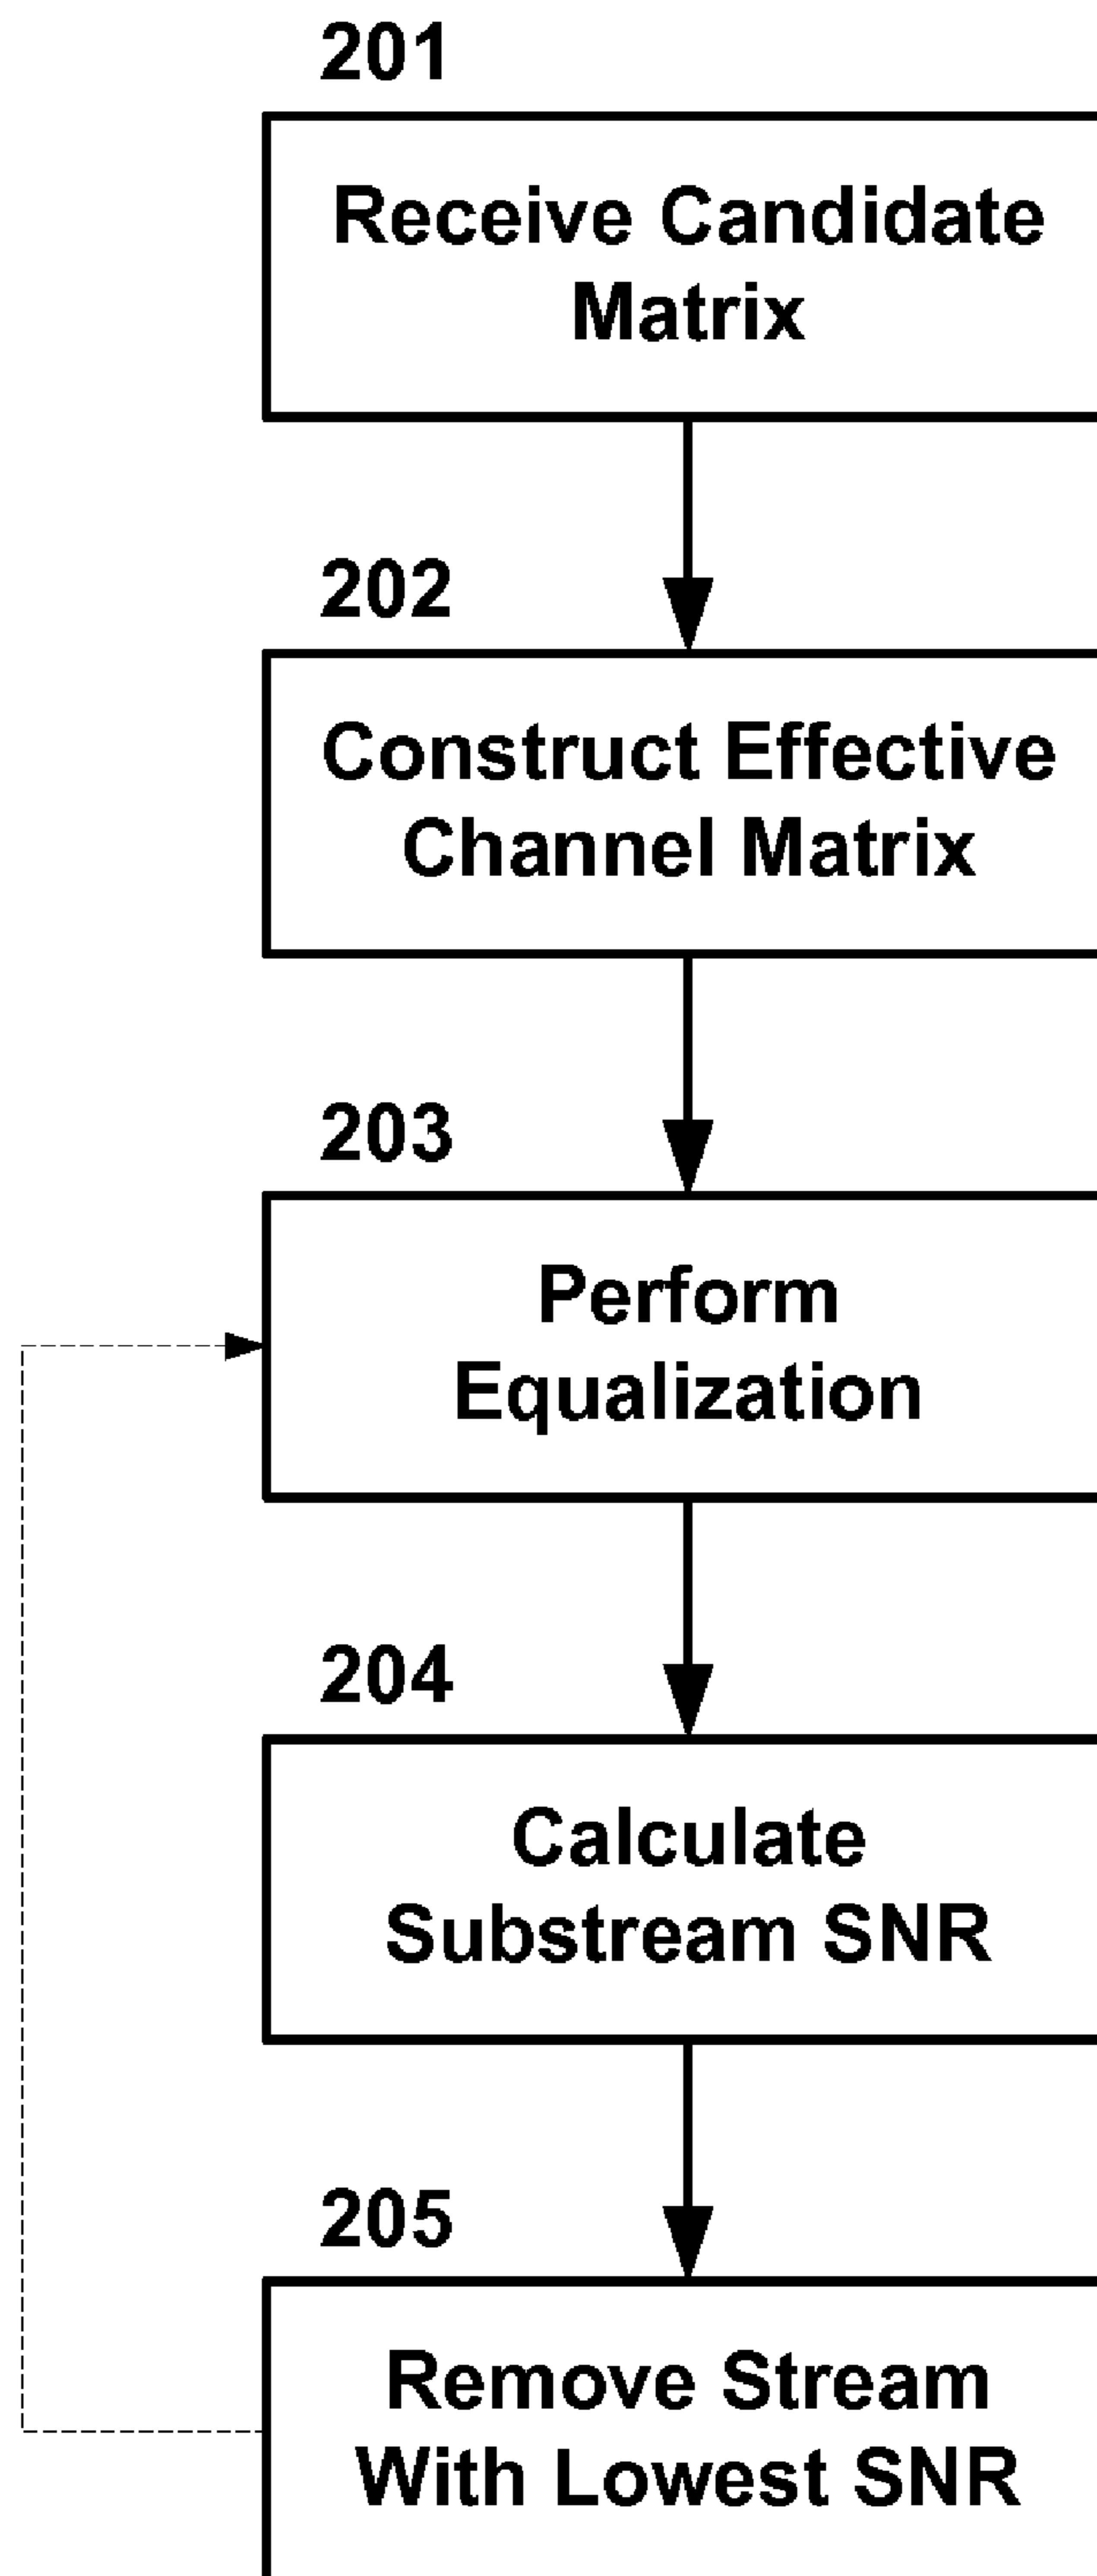 201
Receive Candidate
Matrix
202
Construct Effective
Channel Matrix
203
Perform
Equalization
204
Calculate
Substream SNR
205
Remove Stream
With Lowest SNR